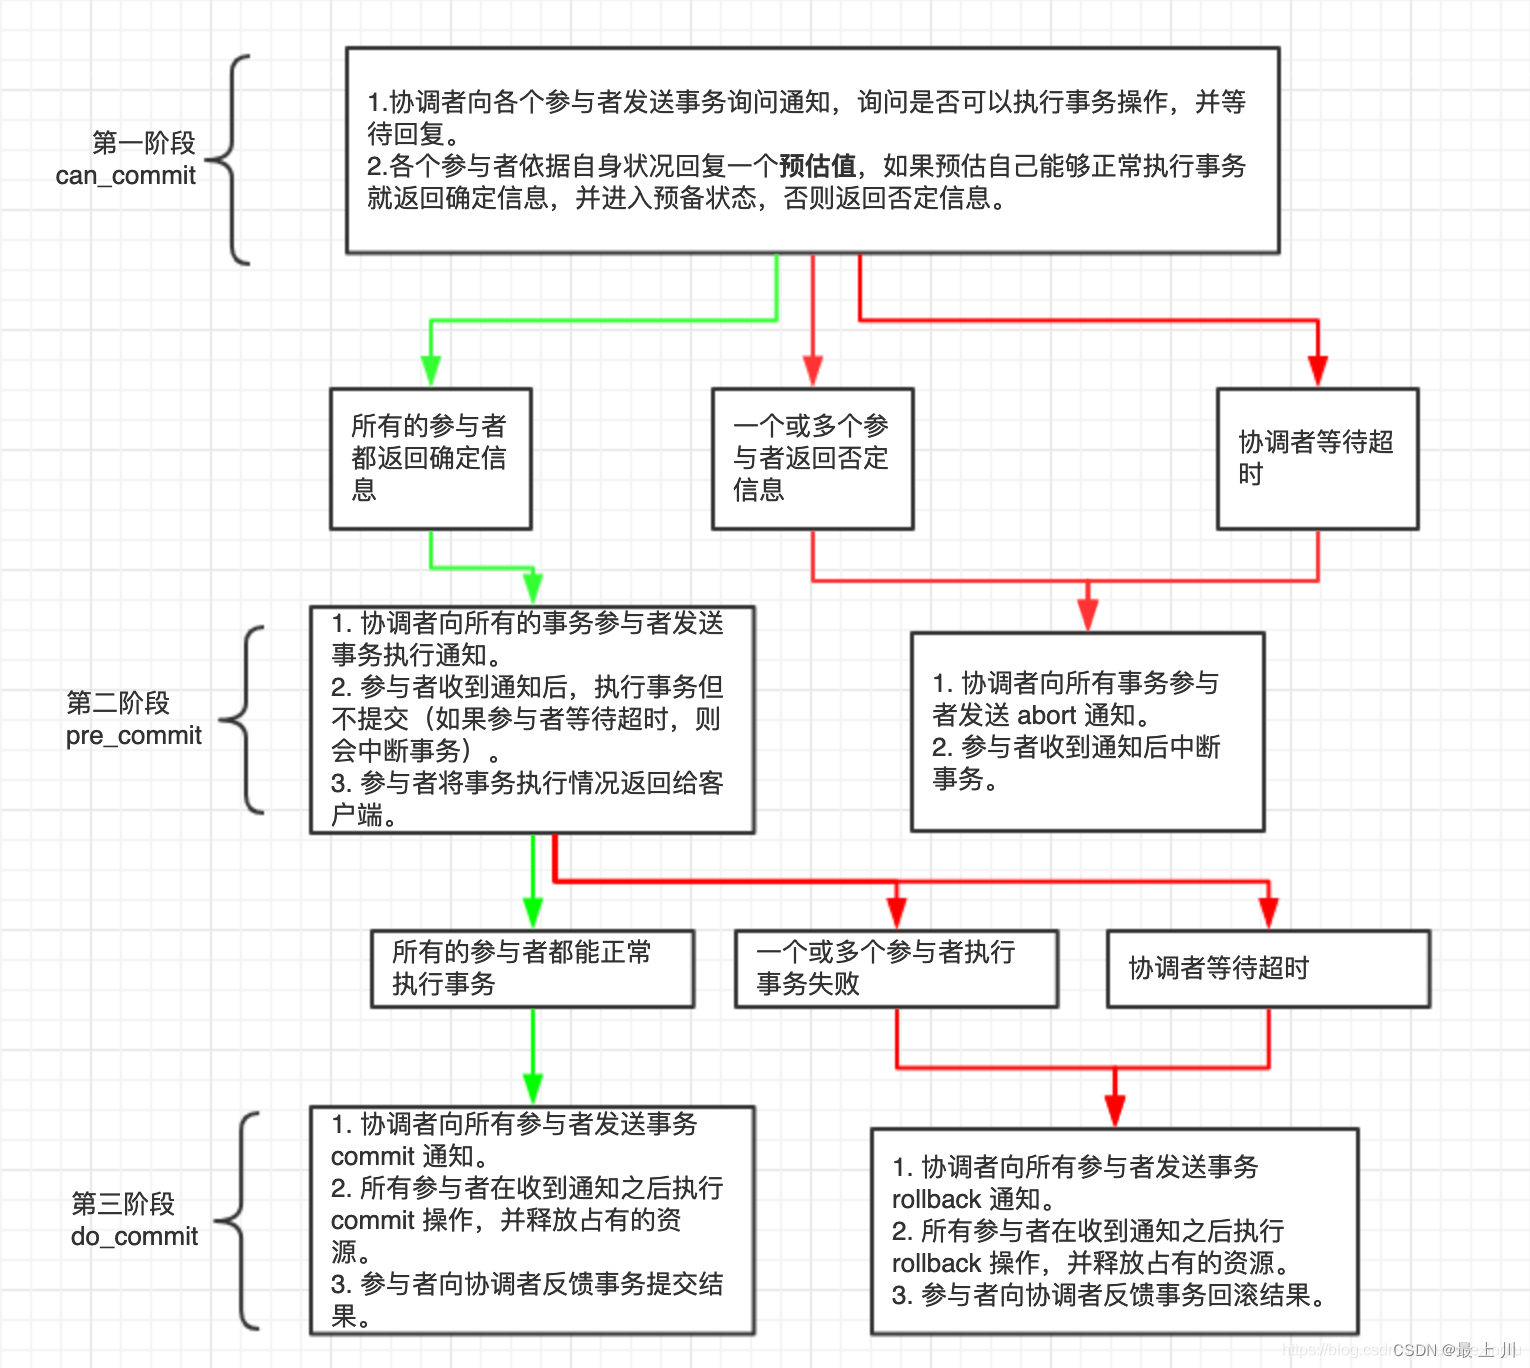 第一阶段
can_commit
1.协调者向各个参与者发送事务询问通知，询问是否可以执行事务操作，并等
待回复。
2.各个参与者依据自身状况回复一个预估值，如果预估自己能够正常执行事务
就返回确定信息，并进入预备状态，否则返回否定信息。
所有的参与者
都返回确定信
息
一个或多个参
与者返回否定
信息
协调者等待超
时
第二阶段
pre_commit
1. 协调者向所有的事务参与者发送
事务执行通知。
2. 参与者收到通知后，执行事务但
不提交（如果参与者等待超时，则
会中断事务）。
3. 参与者将事务执行情况返回给客
户端。
1. 协调者向所有事务参与
者发送 abort 通知。
2. 参与者收到通知后中断
事务。
所有的参与者都能正常
执行事务
一个或多个参与者执行
事务失败
协调者等待超时
第三阶段
do_commit
1. 协调者向所有参与者发送事务
commit 通知。
2. 所有参与者在收到通知之后执行
commit 操作，并释放占有的资
源。
3. 参与者向协调者反馈事务提交结
果。
1. 协调者向所有参与者发送事务
rollback 通知。
2. 所有参与者在收到通知之后执行
rollback 操作，并释放占有的资源。
3. 参与者向协调者反馈事务回滚结果。
CSDN @最 上 川